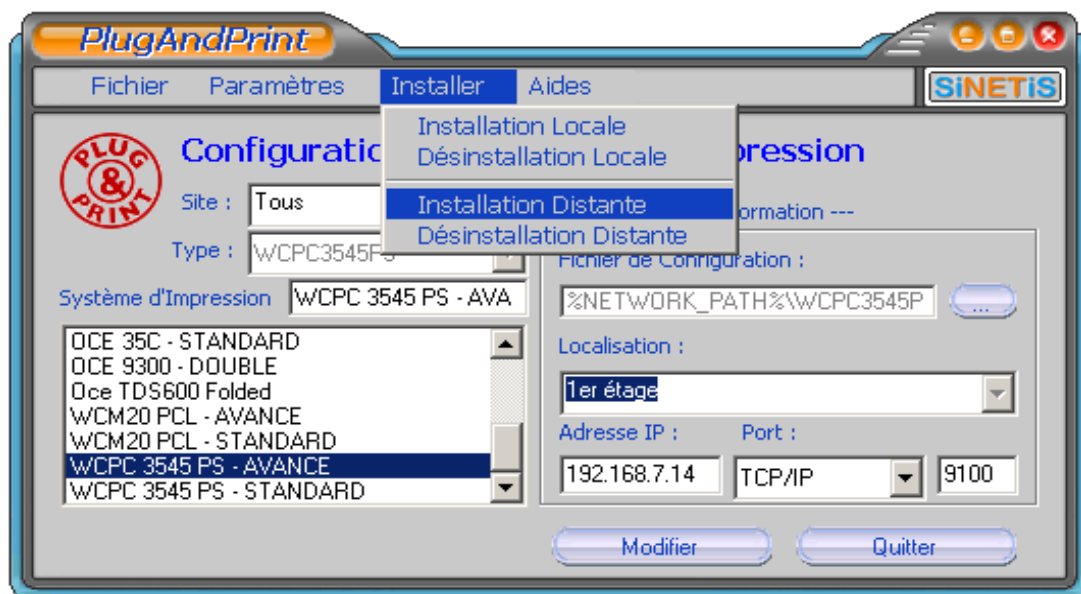 PlugAndPrint
Fichier Paramètres Installer Aides
SiNETiS
Installation Locale
Désinstallation Locale
Installation Distante
Désinstallation Distante
PLUG & PRINT
Configuratio pression
Site : Tous
ormation ---
Type : WCPC3545PS
Fichier de Configuration :
Système d'Impression WCPC 3545 PS - AVA
%NETWORK_PATH%\WCPC3545P ...
OCE 35C - STANDARD
OCE 9300 - DOUBLE
Oce TDS600 Folded
WCM20 PCL - AVANCE
WCM20 PCL - STANDARD
WCPC 3545 PS - AVANCE
WCPC 3545 PS - STANDARD
Localisation :
1er étage
Adresse IP : Port :
192.168.7.14 TCP/IP 9100
Modifier Quitter